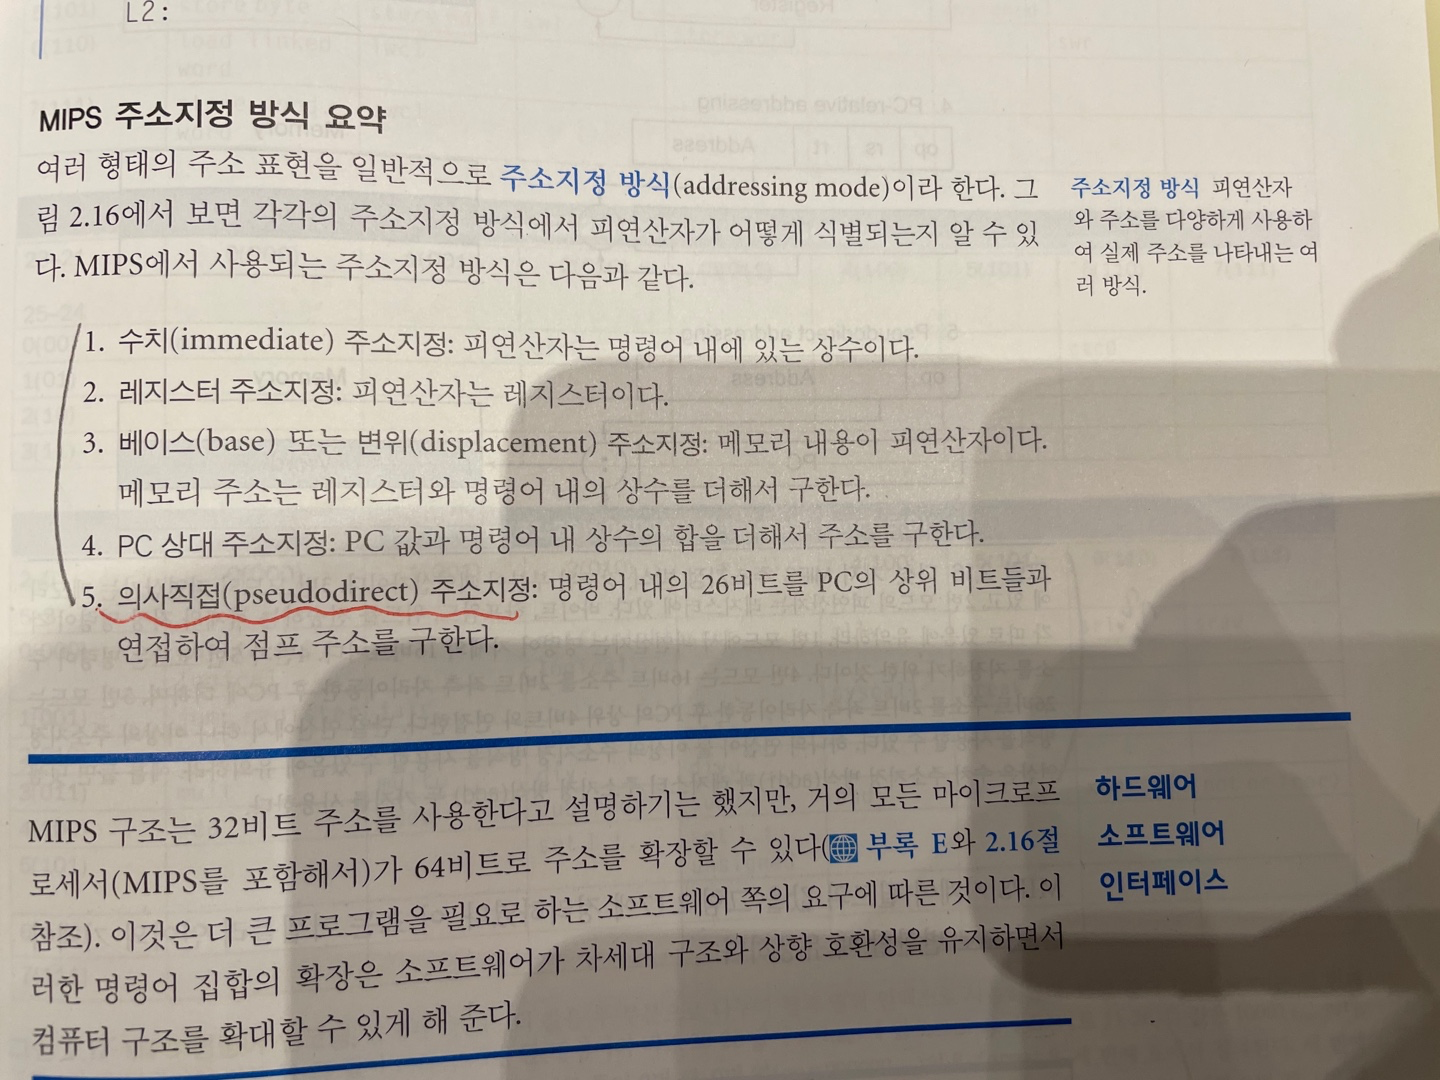 L2:
MIPS 주소지정 방식 요약
여러 형태의 주소 표현을 일반적으로 주소지정 방식(addressing mode)이라 한다. 그
림 2.16에서 보면 각각의 주소지정 방식에서 피연산자가 어떻게 식별되는지 알 수 있
다. MIPS에서 사용되는 주소지정 방식은 다음과 같다.
주소지정 방식 피연산자
와 주소를 다양하게 사용하
여 실제 주소를 나타내는 여
러 방식.
1. 수치(immediate) 주소지정: 피연산자는 명령어 내에 있는 상수이다.
2. 레지스터 주소지정: 피연산자는 레지스터이다.
3. 베이스(base) 또는 변위(displacement) 주소지정: 메모리 내용이 피연산자이다.
메모리 주소는 레지스터와 명령어 내의 상수를 더해서 구한다.
4. PC 상대 주소지정: PC 값과 명령어 내 상수의 합을 더해서 주소를 구한다.
5. 의사직접(pseudodirect) 주소지정: 명령어 내의 26비트를 PC의 상위 비트들과
연접하여 점프 주소를 구한다.
MIPS 구조는 32비트 주소를 사용한다고 설명하기는 했지만, 거의 모든 마이크로프
로세서(MIPS를 포함해서)가 64비트로 주소를 확장할 수 있다( 부록 E와 2.16절
참조). 이것은 더 큰 프로그램을 필요로 하는 소프트웨어 쪽의 요구에 따른 것이다. 이
러한 명령어 집합의 확장은 소프트웨어가 차세대 구조와 상향 호환성을 유지하면서
컴퓨터 구조를 확대할 수 있게 해 준다.
하드웨어
소프트웨어
인터페이스